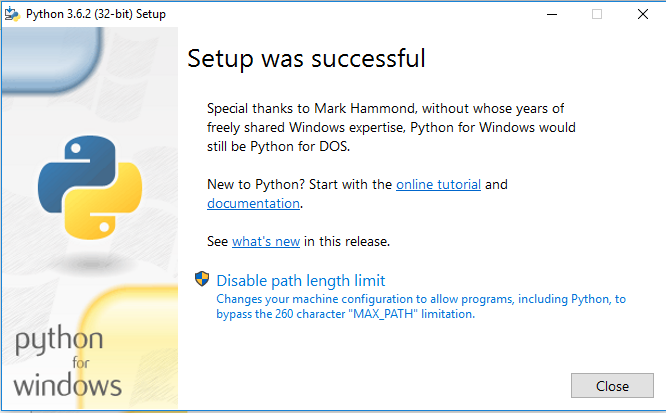 Python 3.6.2 (32-bit) Setup
Setup was successful
Special thanks to Mark Hammond, without whose years of
freely shared Windows expertise, Python for Windows would
still be Python for DOS.
New to Python? Start with the online tutorial and
documentation.
See what's new in this release.
Disable path length limit
Changes your machine configuration to allow programs, including Python, to
bypass the 260 character "MAX_PATH" limitation.
python
for
windows
Close